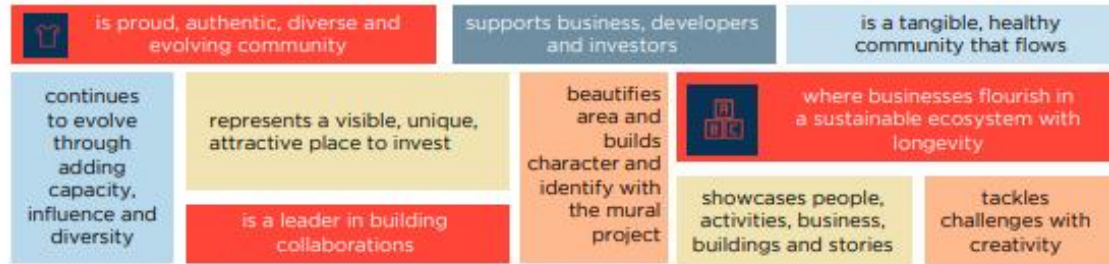 is proud, authentic, diverse and
evolving community
supports business, developers
and investors
is a tangible, healthy
community that flows
continues
to evolve
through
adding
capacity,
influence and
diversity
represents a visible, unique,
attractive place to invest
is a leader in building
collaborations
beautifies
area and
builds
character and
identify with
the mural
project
A
B C
where businesses flourish in
a sustainable ecosystem with
longevity
showcases people,
activities, business,
buildings and stories
tackles
challenges with
creativity